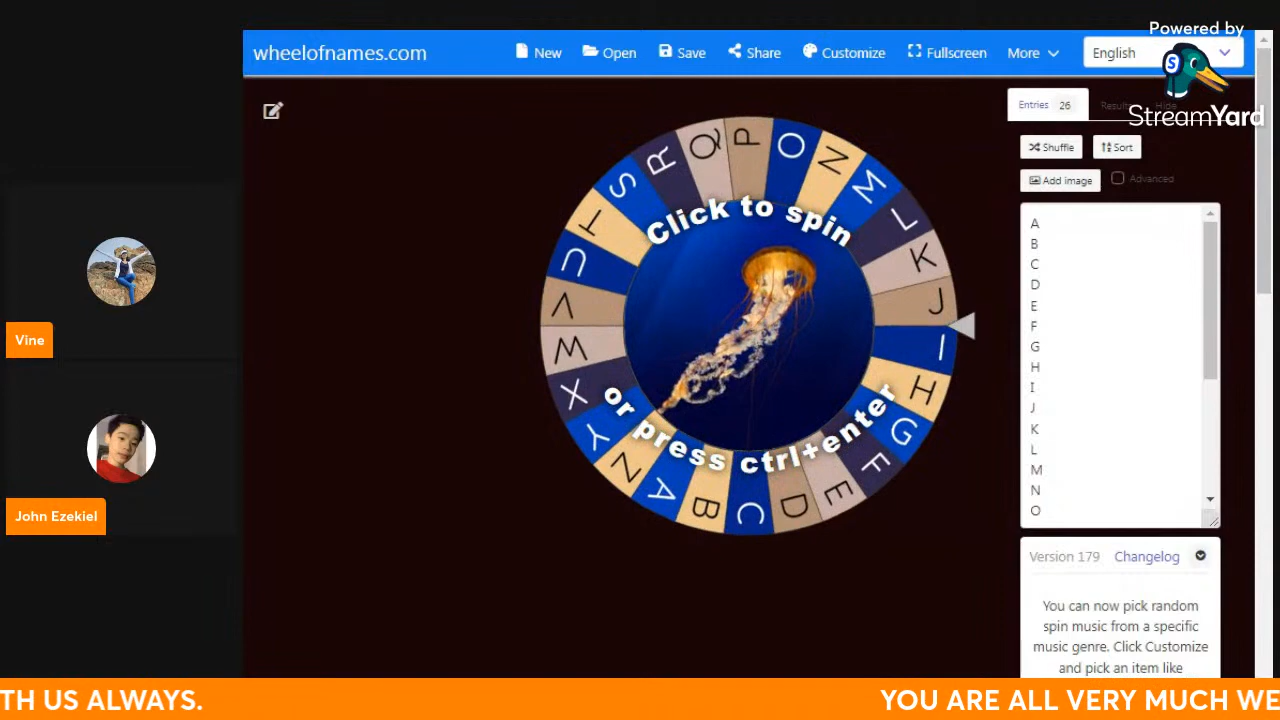 Powered by
StreamYard
wheelofnames.com
New
Open
Save
Share
Customize
Fullscreen
More
English
Entries 26
Results
Hide
Shuffle
Sort
Add image
Advanced
Click to spin
or press ctrl+enter
A
B
C
D
E
F
G
H
I
J
K
L
M
N
O
P
Q
R
S
T
U
V
W
X
Y
Z
A
B
C
D
E
F
G
H
I
J
K
L
M
N
O
Version 179 Changelog
You can now pick random
spin music from a specific
music genre. Click Customize
and pick an item like
Vine
John Ezekiel
TH US ALWAYS.
YOU ARE ALL VERY MUCH WE